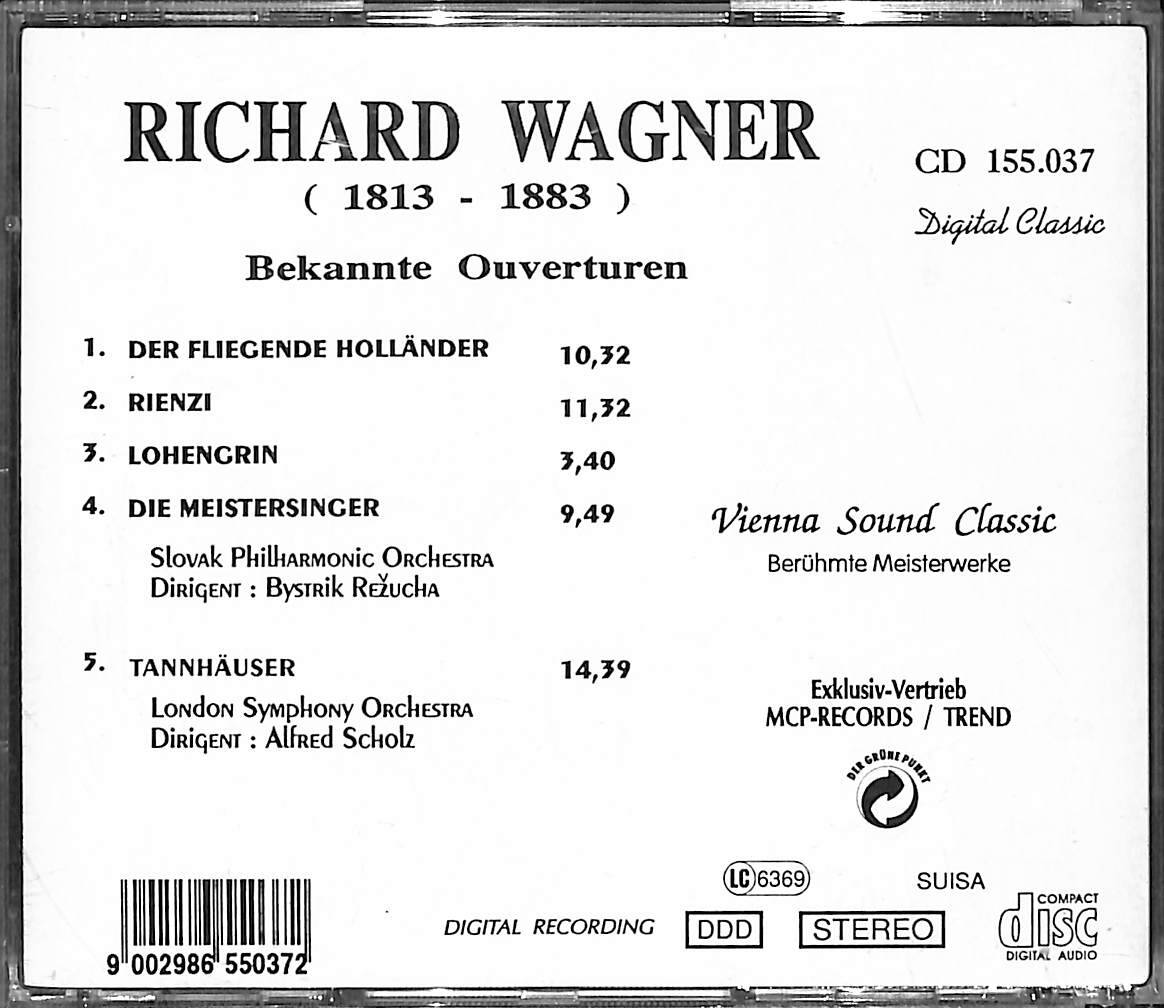 RICHARD WAGNER
( 1813 - 1883 )
Bekannte Ouverturen
CD 155.037
Digital Classic
1. DER FLIEGENDE HOLLÄNDER 10,32
2. RIENZI 11,32
3. LOHENGRIN 3,40
4. DIE MEISTERSINGER 9,49
Slovak Philharmonic Orchestra
Dirigent : Bystrik Režucha
5. TANNHÄUSER 14,39
London Symphony Orchestra
Dirigent : Alfred Scholz
Vienna Sound Classic
Berühmte Meisterwerke
Exklusiv-Vertrieb
MCP-RECORDS / TREND
DER GRÜNE PUNKT
LC 6369
SUISA
DIGITAL RECORDING DDD STEREO
COMPACT
disc
DIGITAL AUDIO
9 002986 550372